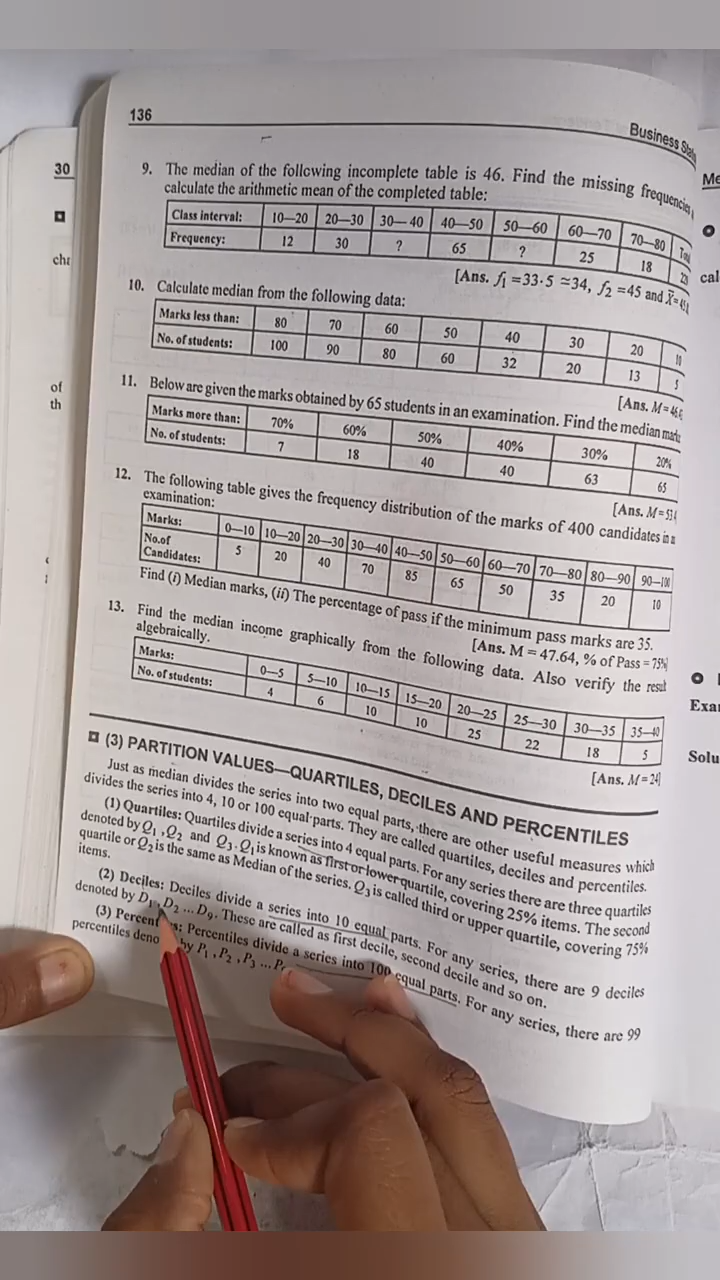 136
Business
9. The median of the following incomplete table is 46. Find the missing frequencies
calculate the arithmetic mean of the completed table:
Class interval: 10—20 20—30 30—40 40—50 50—60 60—70 70—80
Frequency: 12 30 ? 65 ? 25 18
[Ans. f₁ =33·5 ≃34, f₂ =45 and X̄=
10. Calculate median from the following data:
Marks less than: 80 70 60 50 40 30 20 10
No. of students: 100 90 80 60 32 20 13 5
[Ans. M=
11. Below are given the marks obtained by 65 students in an examination. Find the median
Marks more than: 70% 60% 50% 40% 30% 20%
No. of students: 7 18 40 40 63 65
[Ans. M=
12. The following table gives the frequency distribution of the marks of 400 candidates in
examination:
Marks: 0—10 10—20 20—30 30—40 40—50 50—60 60—70 70—80 80—90 90—100
No.of
Candidates: 5 20 40 70 85 65 50 35 20 10
Find (i) Median marks, (ii) The percentage of pass if the minimum pass marks are 35.
[Ans. M = 47.64, % of Pass = 75%]
13. Find the median income graphically from the following data. Also verify the result
algebraically.
Marks: 0—5 5—10 10—15 15—20 20—25 25—30 30—35 35—40
No. of students: 4 6 10 10 25 22 18 5
[Ans. M=24]
(3) PARTITION VALUES—QUARTILES, DECILES AND PERCENTILES
Just as median divides the series into two equal parts, there are other useful measures which
divides the series into 4, 10 or 100 equal parts. They are called quartiles, deciles and percentiles.
(1) Quartiles: Quartiles divide a series into 4 equal parts. For any series there are three quartiles
denoted by Q₁ ,Q₂ and Q₃. Q₁ is known as first or lower quartile, covering 25% items. The second
quartile or Q₂ is the same as Median of the series. Q₃ is called third or upper quartile, covering 75%
items.
(2) Deciles: Deciles divide a series into 10 equal parts. For any series, there are 9 deciles
denoted by D₁, D₂ ... D₉. These are called as first decile, second decile and so on.
(3) Percentiles divide a series into 100 equal parts. For any series, there are 99
percentiles by P₁ , P₂ , P₃ ...
30
che
of
th
Me
cal
Exa
Solu